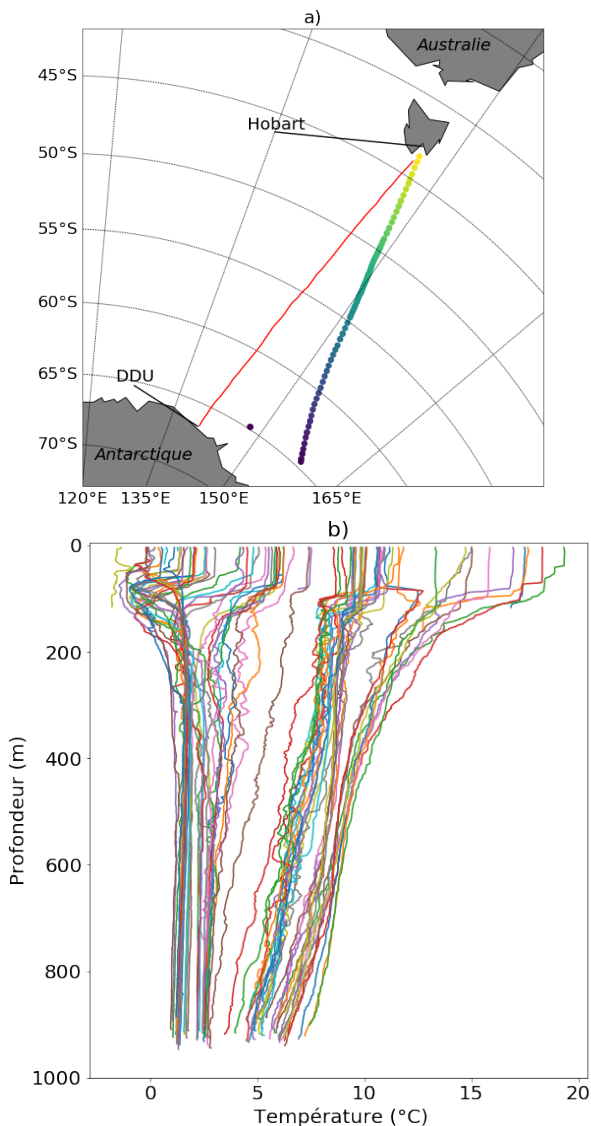 a)
Australie
45°S
Hobart
50°S
55°S
60°S
65°S
DDU
70°S
Antarctique
120°E 135°E 150°E 165°E
b)
0
200
400
600
800
1000
Profondeur (m)
0 5 10 15 20
Température (°C)